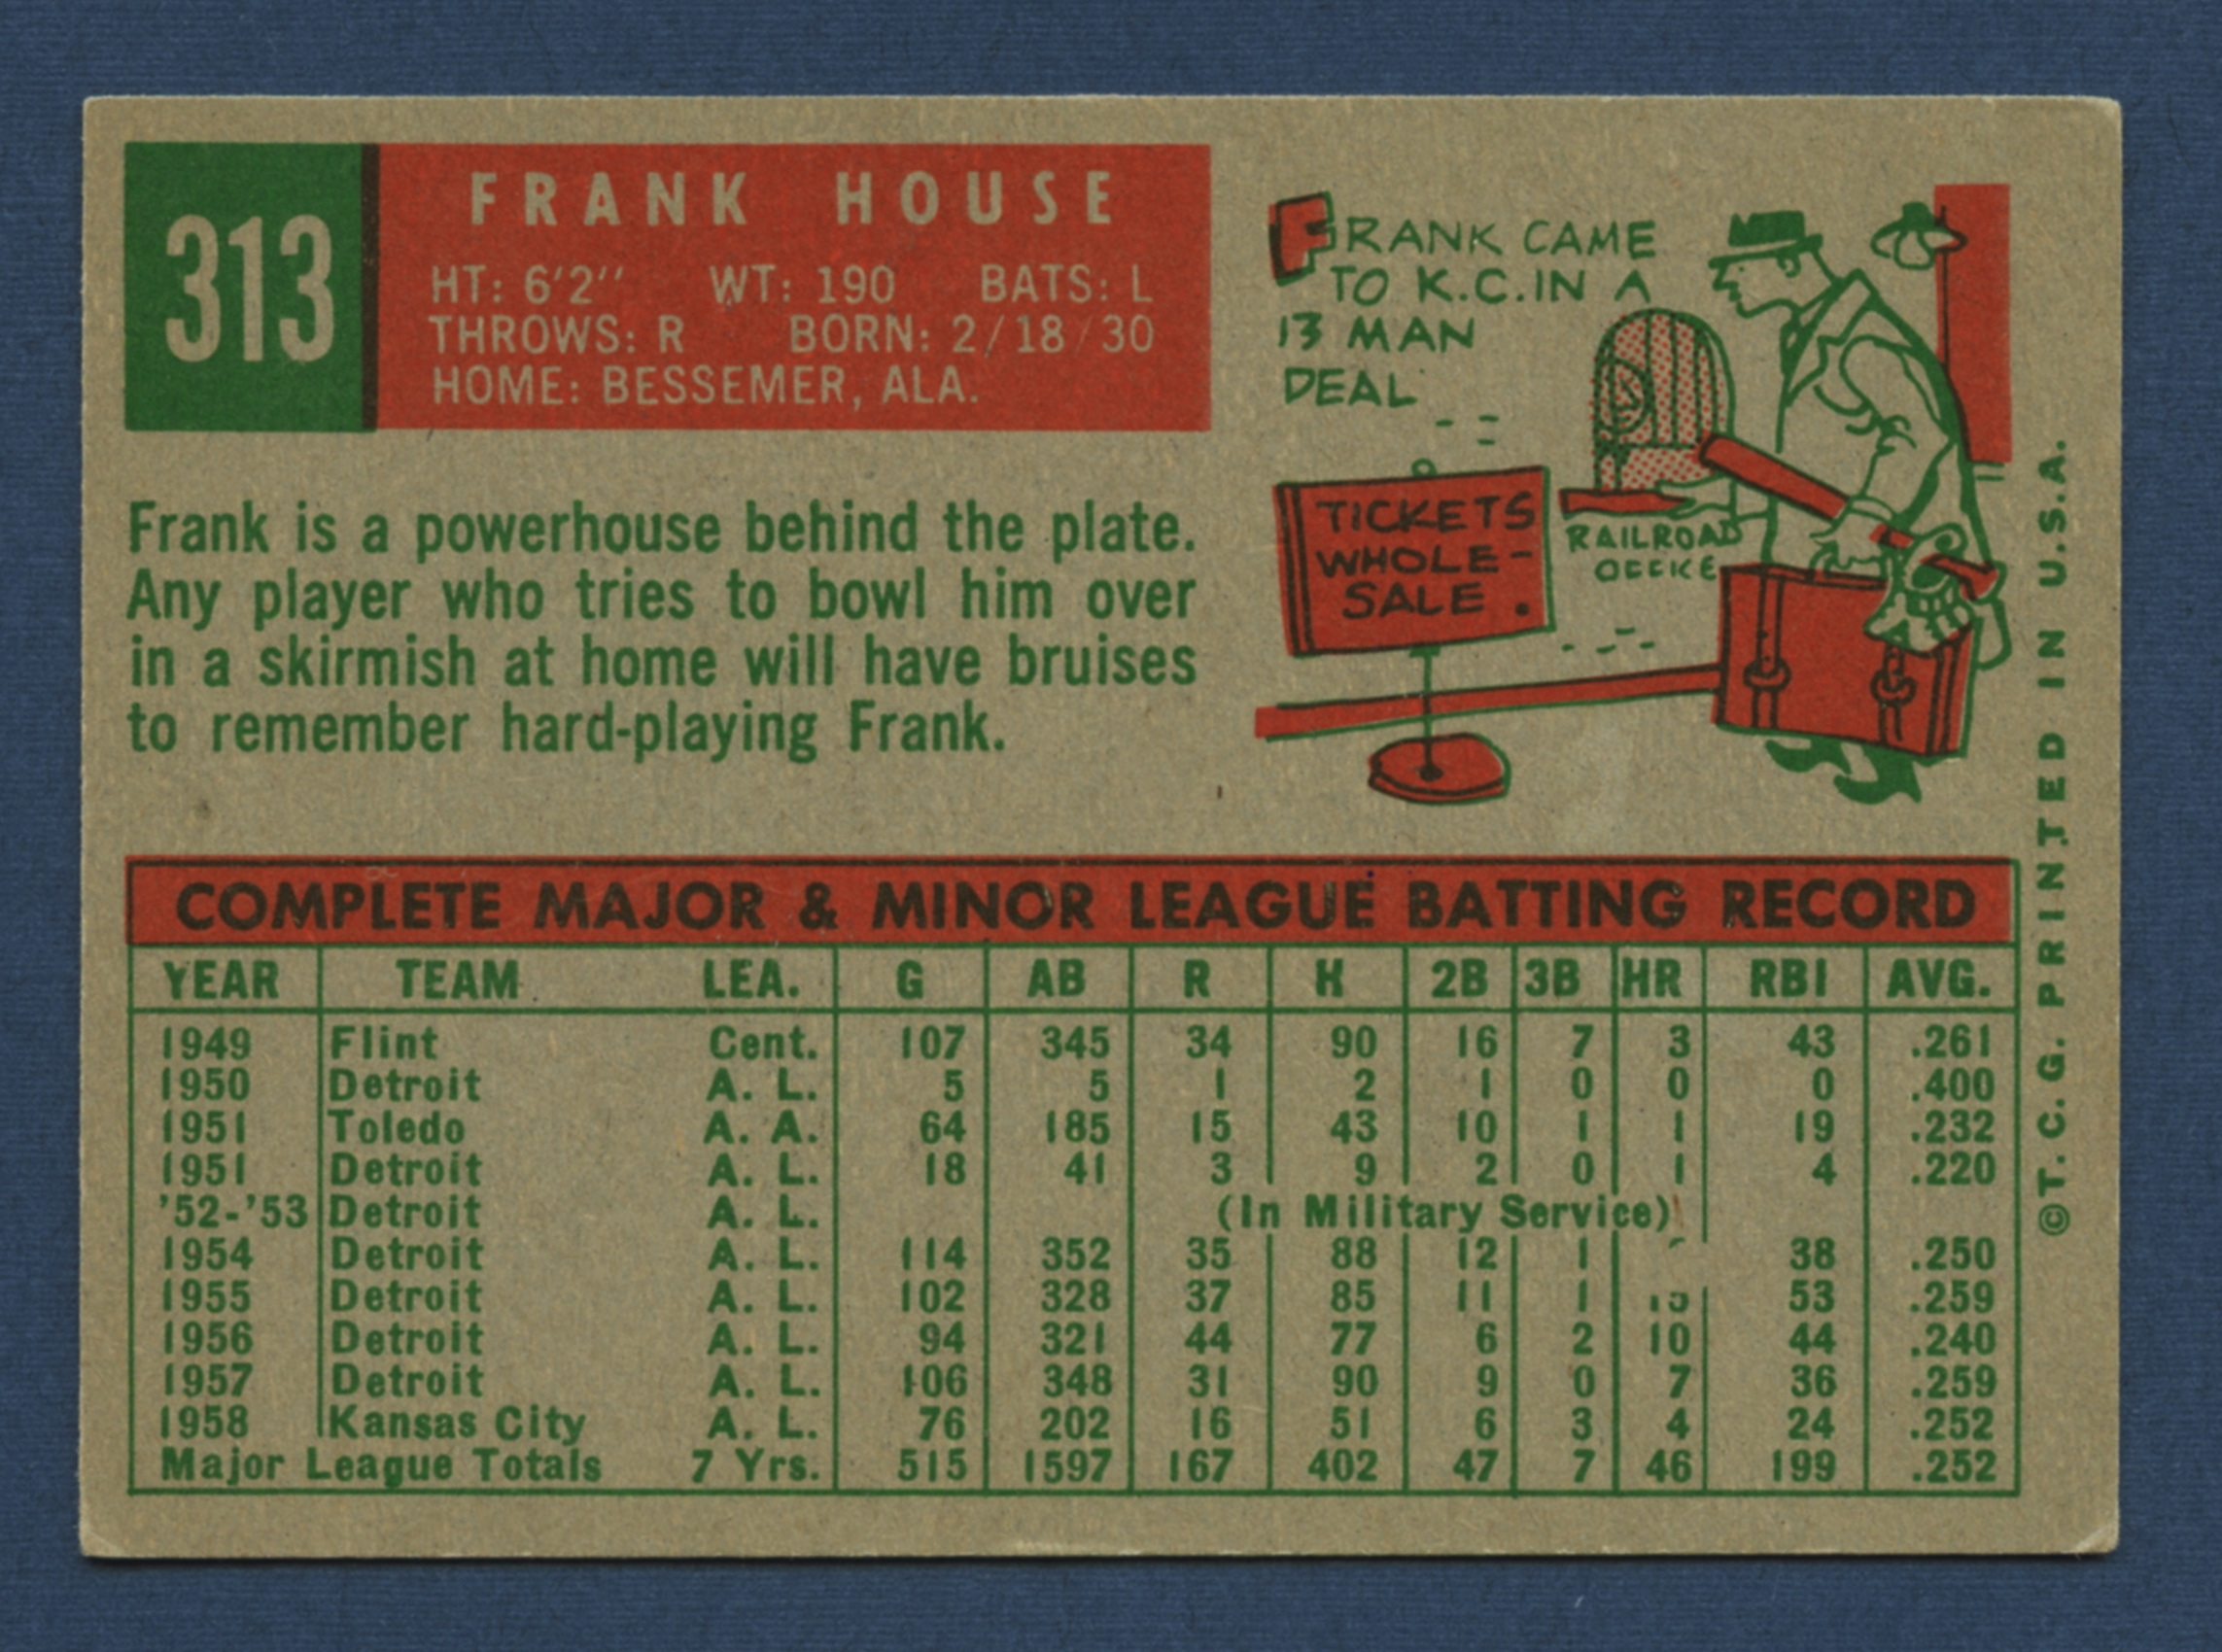 313
FRANK HOUSE
HT: 6'2" WT: 190 BATS: L
THROWS: R BORN: 2/18/30
HOME: BESSEMER, ALA.
FRANK CAME
TO K.C. IN A
13 MAN
DEAL
TICKETS
WHOLE-
SALE.
RAILROAD
OFFICE
Frank is a powerhouse behind the plate.
Any player who tries to bowl him over
in a skirmish at home will have bruises
to remember hard-playing Frank.
COMPLETE MAJOR & MINOR LEAGUE BATTING RECORD
YEAR TEAM LEA. G AB R H 2B 3B HR RBI AVG.
1949 Flint Cent. 107 345 34 90 16 7 3 43 .261
1950 Detroit A. L. 5 5 1 2 1 0 0 0 .400
1951 Toledo A. A. 64 185 15 43 10 1 1 19 .232
1951 Detroit A. L. 18 41 3 9 2 0 1 4 .220
'52-'53 Detroit A. L. (In Military Service)
1954 Detroit A. L. 114 352 35 88 12 1 38 .250
1955 Detroit A. L. 102 328 37 85 11 1 53 .259
1956 Detroit A. L. 94 321 44 77 6 2 10 44 .240
1957 Detroit A. L. 106 348 31 90 9 0 7 36 .259
1958 Kansas City A. L. 76 202 16 51 6 3 4 24 .252
Major League Totals 7 Yrs. 515 1597 167 402 47 7 46 199 .252
©T. C. G. PRINTED IN U.S.A.